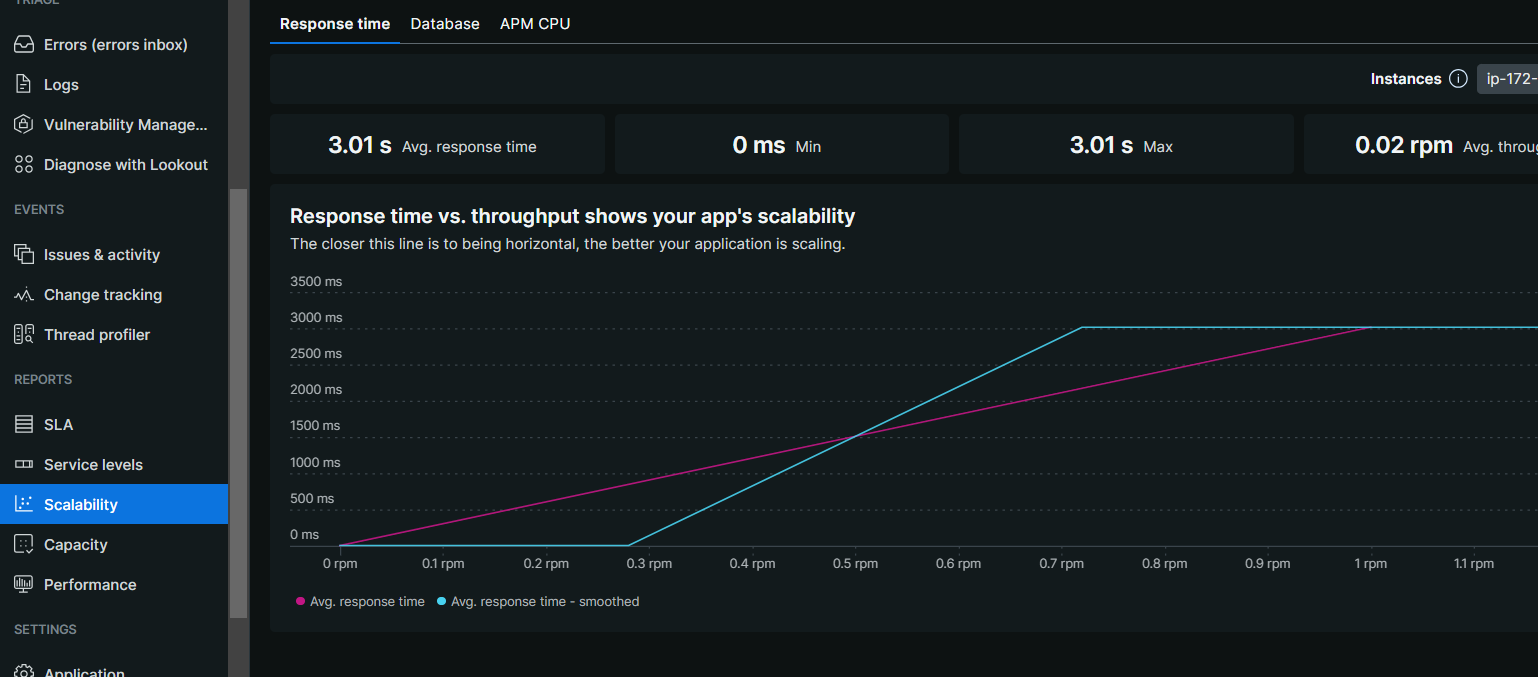 TRIAGE
Errors (errors inbox)
Logs
Vulnerability Manage...
Diagnose with Lookout
EVENTS
Issues & activity
Change tracking
Thread profiler
REPORTS
SLA
Service levels
Scalability
Capacity
Performance
SETTINGS
Application
Response time Database APM CPU
Instances ip-172-
3.01 s Avg. response time
0 ms Min
3.01 s Max
0.02 rpm Avg. throu
Response time vs. throughput shows your app's scalability
The closer this line is to being horizontal, the better your application is scaling.
3500 ms
3000 ms
2500 ms
2000 ms
1500 ms
1000 ms
500 ms
0 ms
0 rpm 0.1 rpm 0.2 rpm 0.3 rpm 0.4 rpm 0.5 rpm 0.6 rpm 0.7 rpm 0.8 rpm 0.9 rpm 1 rpm 1.1 rpm
Avg. response time Avg. response time - smoothed